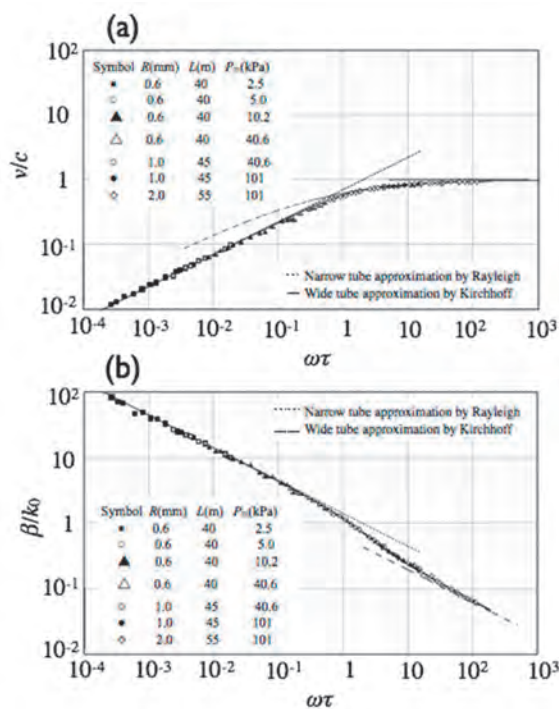 (a)
10²
10
1
10⁻¹
10⁻²
v/c
Symbol R(mm) L(m) Pₘ(kPa)
0.6 40 2.5
0.6 40 5.0
0.6 40 10.2
0.6 40 40.6
1.0 45 40.6
1.0 45 101
2.0 55 101
Narrow tube approximation by Rayleigh
Wide tube approximation by Kirchhoff
10⁻⁴ 10⁻³ 10⁻² 10⁻¹ 1 10 10² 10³
ωτ
(b)
10²
10
1
10⁻¹
10⁻²
β/k₀
Narrow tube approximation by Rayleigh
Wide tube approximation by Kirchhoff
Symbol R(mm) L(m) Pₘ(kPa)
0.6 40 2.5
0.6 40 5.0
0.6 40 10.2
0.6 40 40.6
1.0 45 40.6
1.0 45 101
2.0 55 101
10⁻⁴ 10⁻³ 10⁻² 10⁻¹ 1 10 10² 10³
ωτ